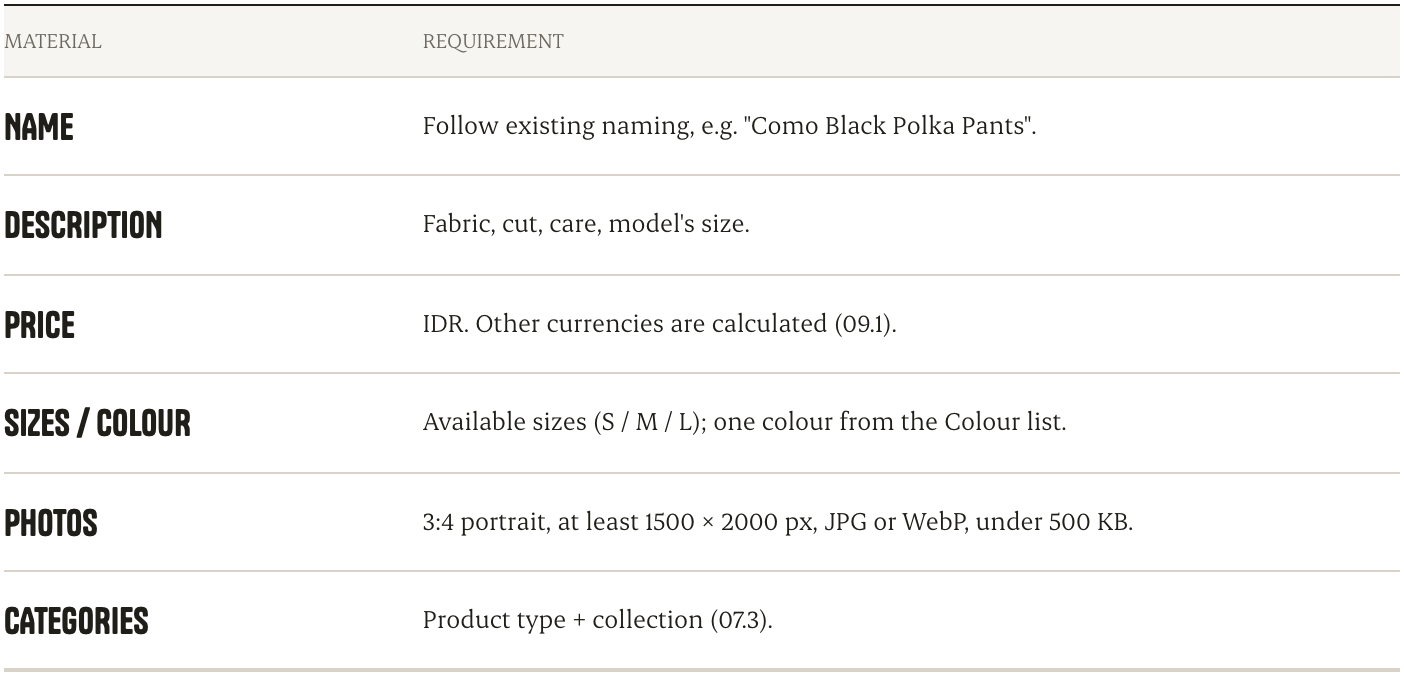 MATERIAL REQUIREMENT
NAME Follow existing naming, e.g. "Como Black Polka Pants".
DESCRIPTION Fabric, cut, care, model's size.
PRICE IDR. Other currencies are calculated (09.1).
SIZES / COLOUR Available sizes (S / M / L); one colour from the Colour list.
PHOTOS 3:4 portrait, at least 1500 × 2000 px, JPG or WebP, under 500 KB.
CATEGORIES Product type + collection (07.3).